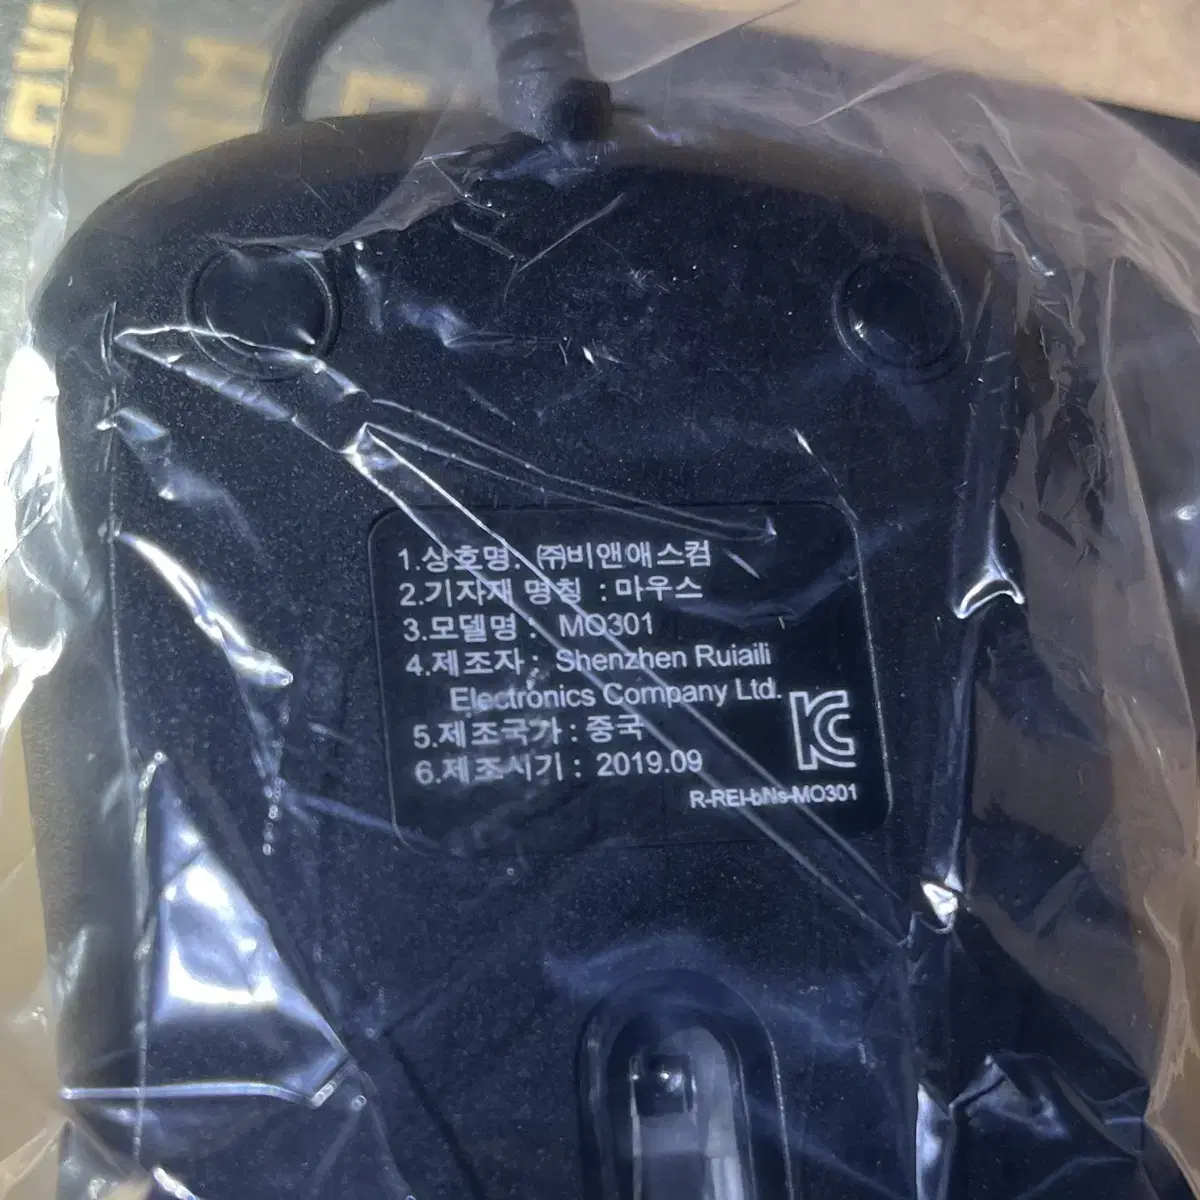 1.상호명: ㈜비앤애스컴
2.기자재 명칭 : 마우스
3.모델명 : MO301
4.제조자 : Shenzhen Ruiaili
Electronics Company Ltd.
5.제조국가 : 중국
6.제조시기 : 2019.09
R-REI-bNs-MO301